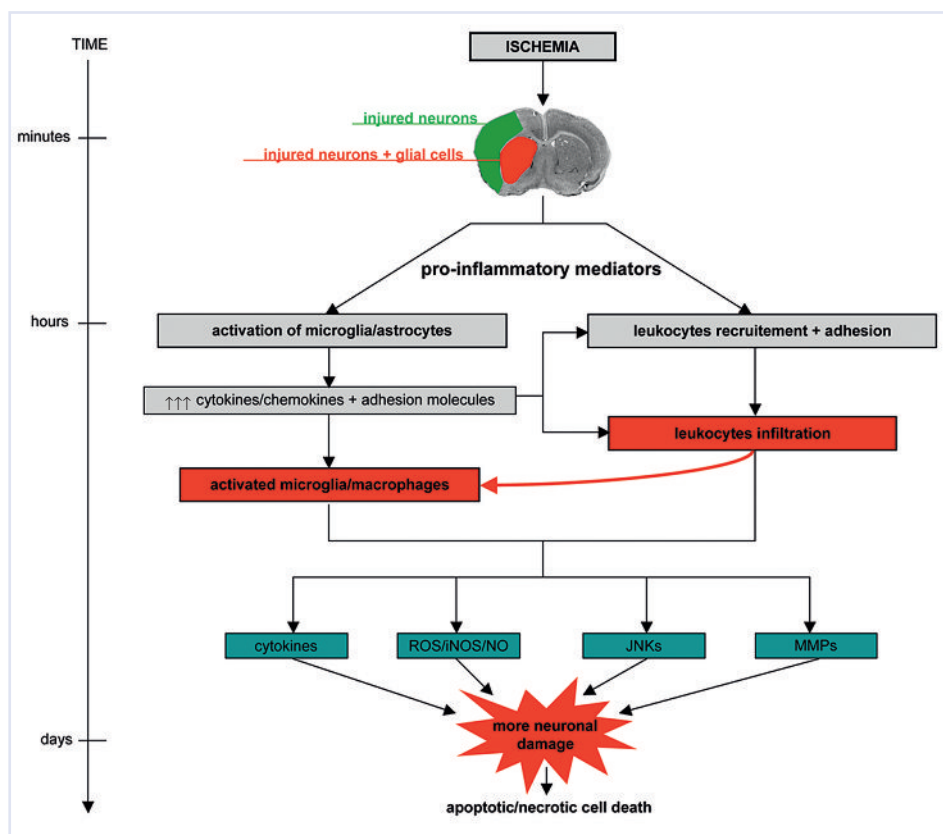 TIME
ISCHEMIA
injured neurons
minutes
injured neurons + glial cells
pro-inflammatory mediators
hours
activation of microglia/astrocytes
leukocytes recruitement + adhesion
↑↑↑ cytokines/chemokines + adhesion molecules
leukocytes infiltration
activated microglia/macrophages
cytokines
ROS/iNOS/NO
JNKs
MMPs
more neuronal
damage
days
apoptotic/necrotic cell death